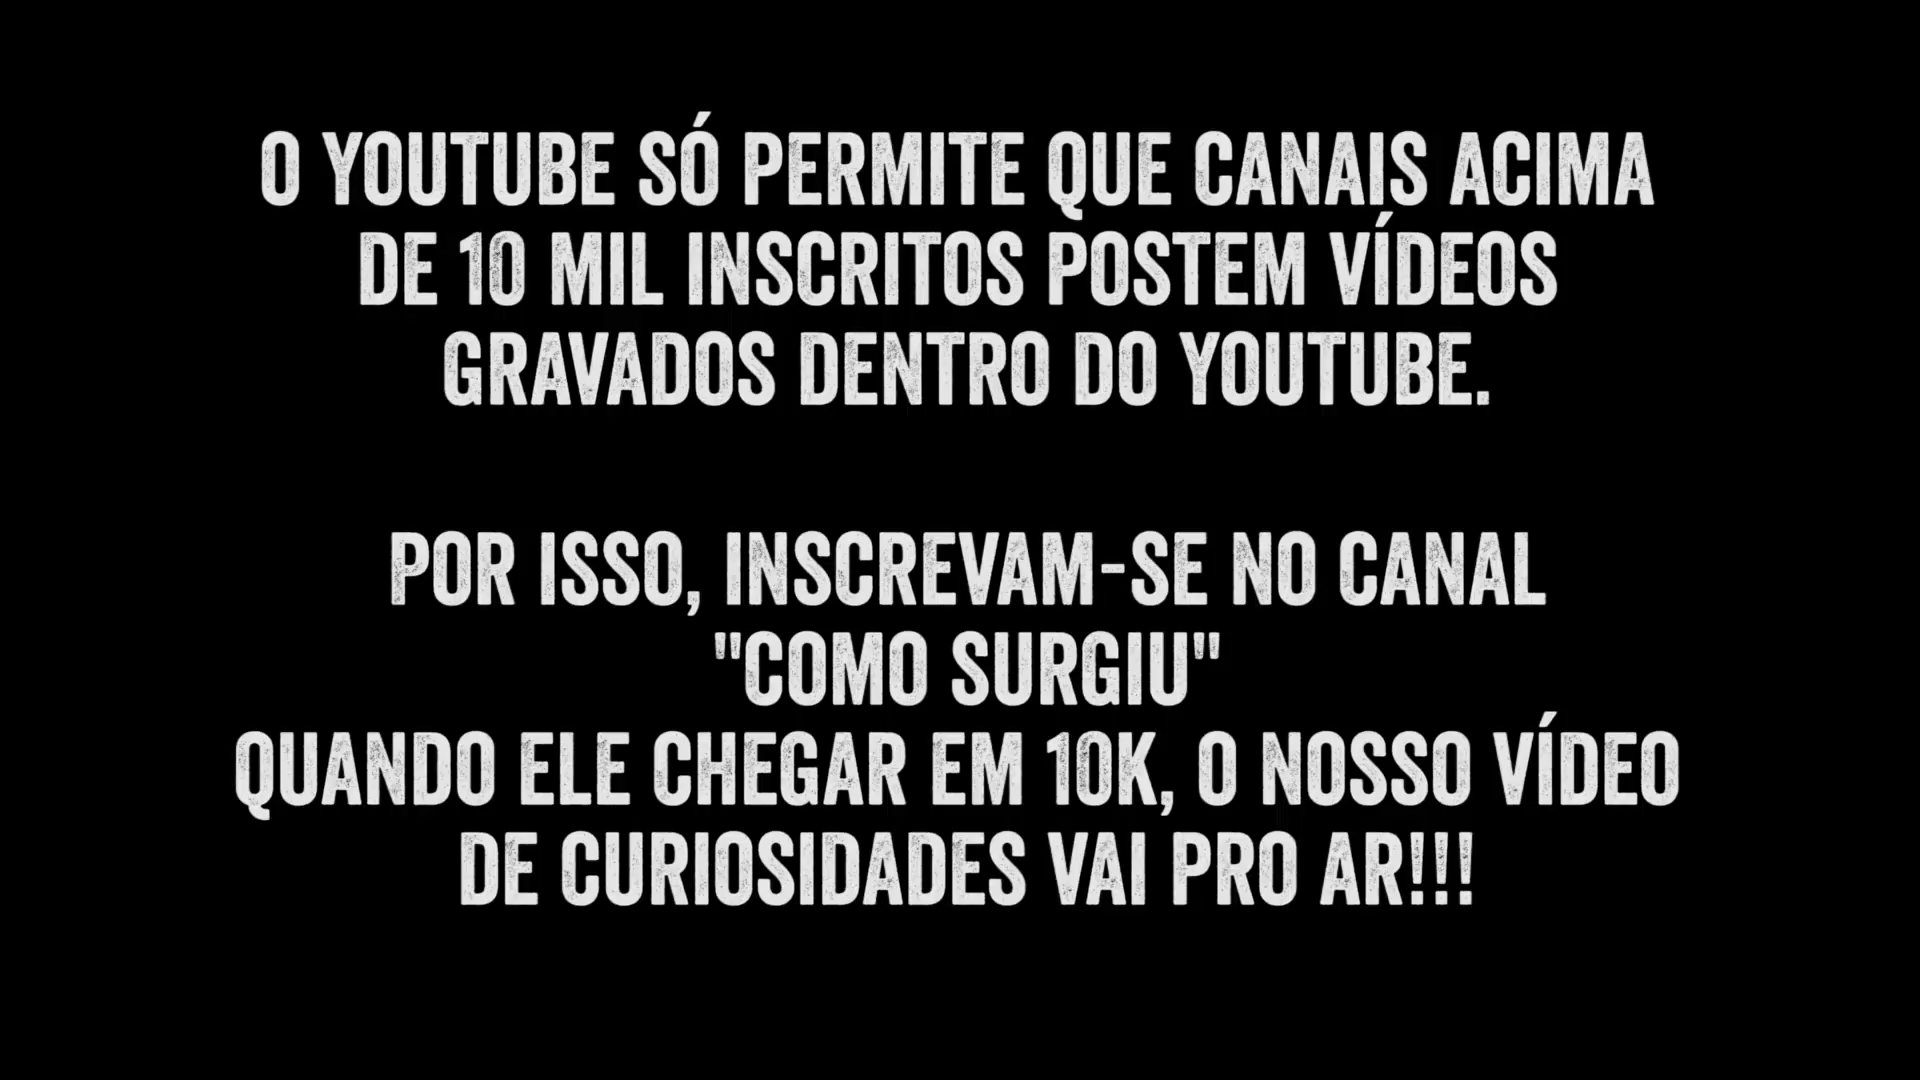 O YOUTUBE SÓ PERMITE QUE CANAIS ACIMA
DE 10 MIL INSCRITOS POSTEM VÍDEOS
GRAVADOS DENTRO DO YOUTUBE.
POR ISSO, INSCREVAM-SE NO CANAL
"COMO SURGIU"
QUANDO ELE CHEGAR EM 10K, O NOSSO VÍDEO
DE CURIOSIDADES VAI PRO AR!!!